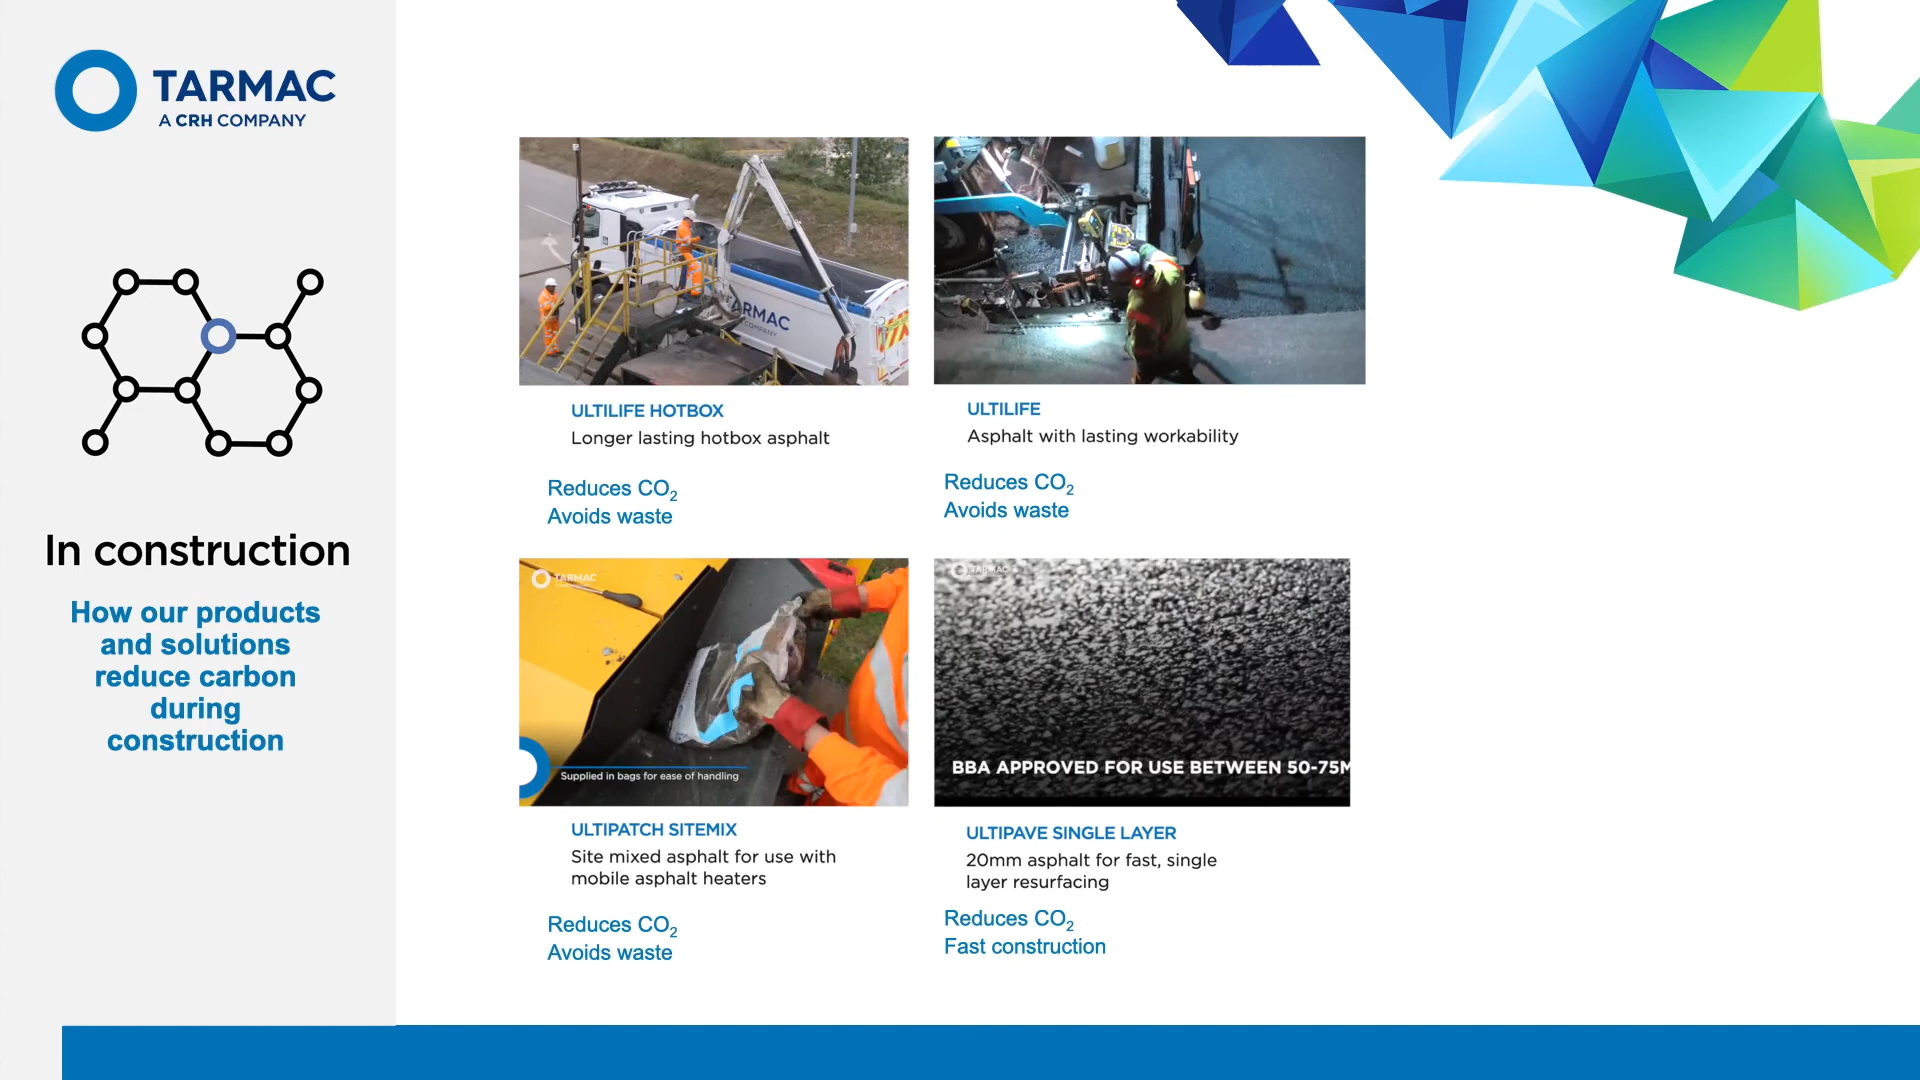 TARMAC
A CRH COMPANY
In construction
How our products
and solutions
reduce carbon
during
construction
TARMAC
COMPANY
ULTILIFE HOTBOX
Longer lasting hotbox asphalt
Reduces CO₂
Avoids waste
ULTILIFE
Asphalt with lasting workability
Reduces CO₂
Avoids waste
TARMAC
Supplied in bags for ease of handling
ULTIPATCH SITEMIX
Site mixed asphalt for use with
mobile asphalt heaters
Reduces CO₂
Avoids waste
TARMAC
BBA APPROVED FOR USE BETWEEN 50-75M
ULTIPAVE SINGLE LAYER
20mm asphalt for fast, single
layer resurfacing
Reduces CO₂
Fast construction